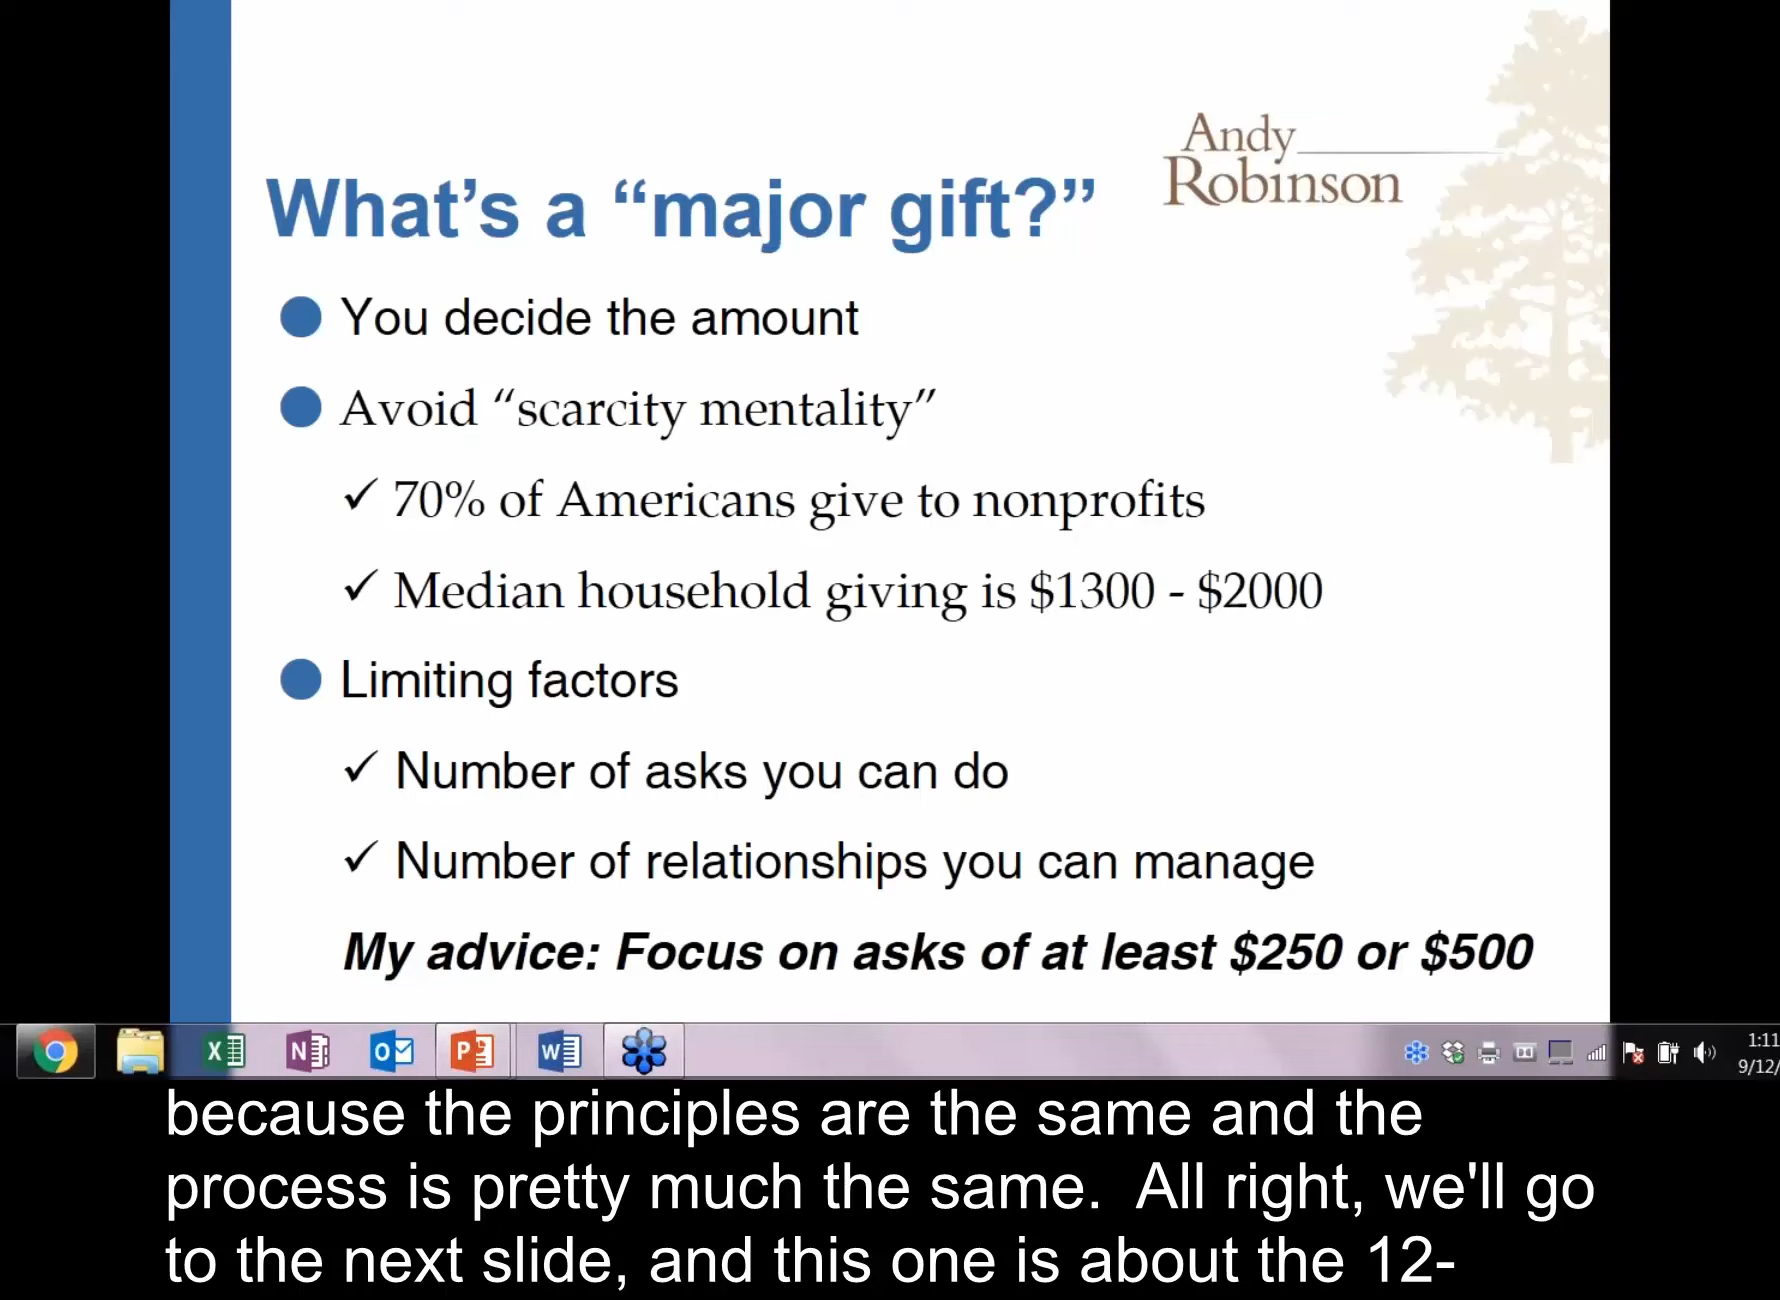 Andy
Robinson
What's a “major gift?”
You decide the amount
Avoid “scarcity mentality”
✓ 70% of Americans give to nonprofits
✓ Median household giving is $1300 - $2000
Limiting factors
✓ Number of asks you can do
✓ Number of relationships you can manage
My advice: Focus on asks of at least $250 or $500
1:11
9/12/
because the principles are the same and the
process is pretty much the same.  All right, we'll go
to the next slide, and this one is about the 12-